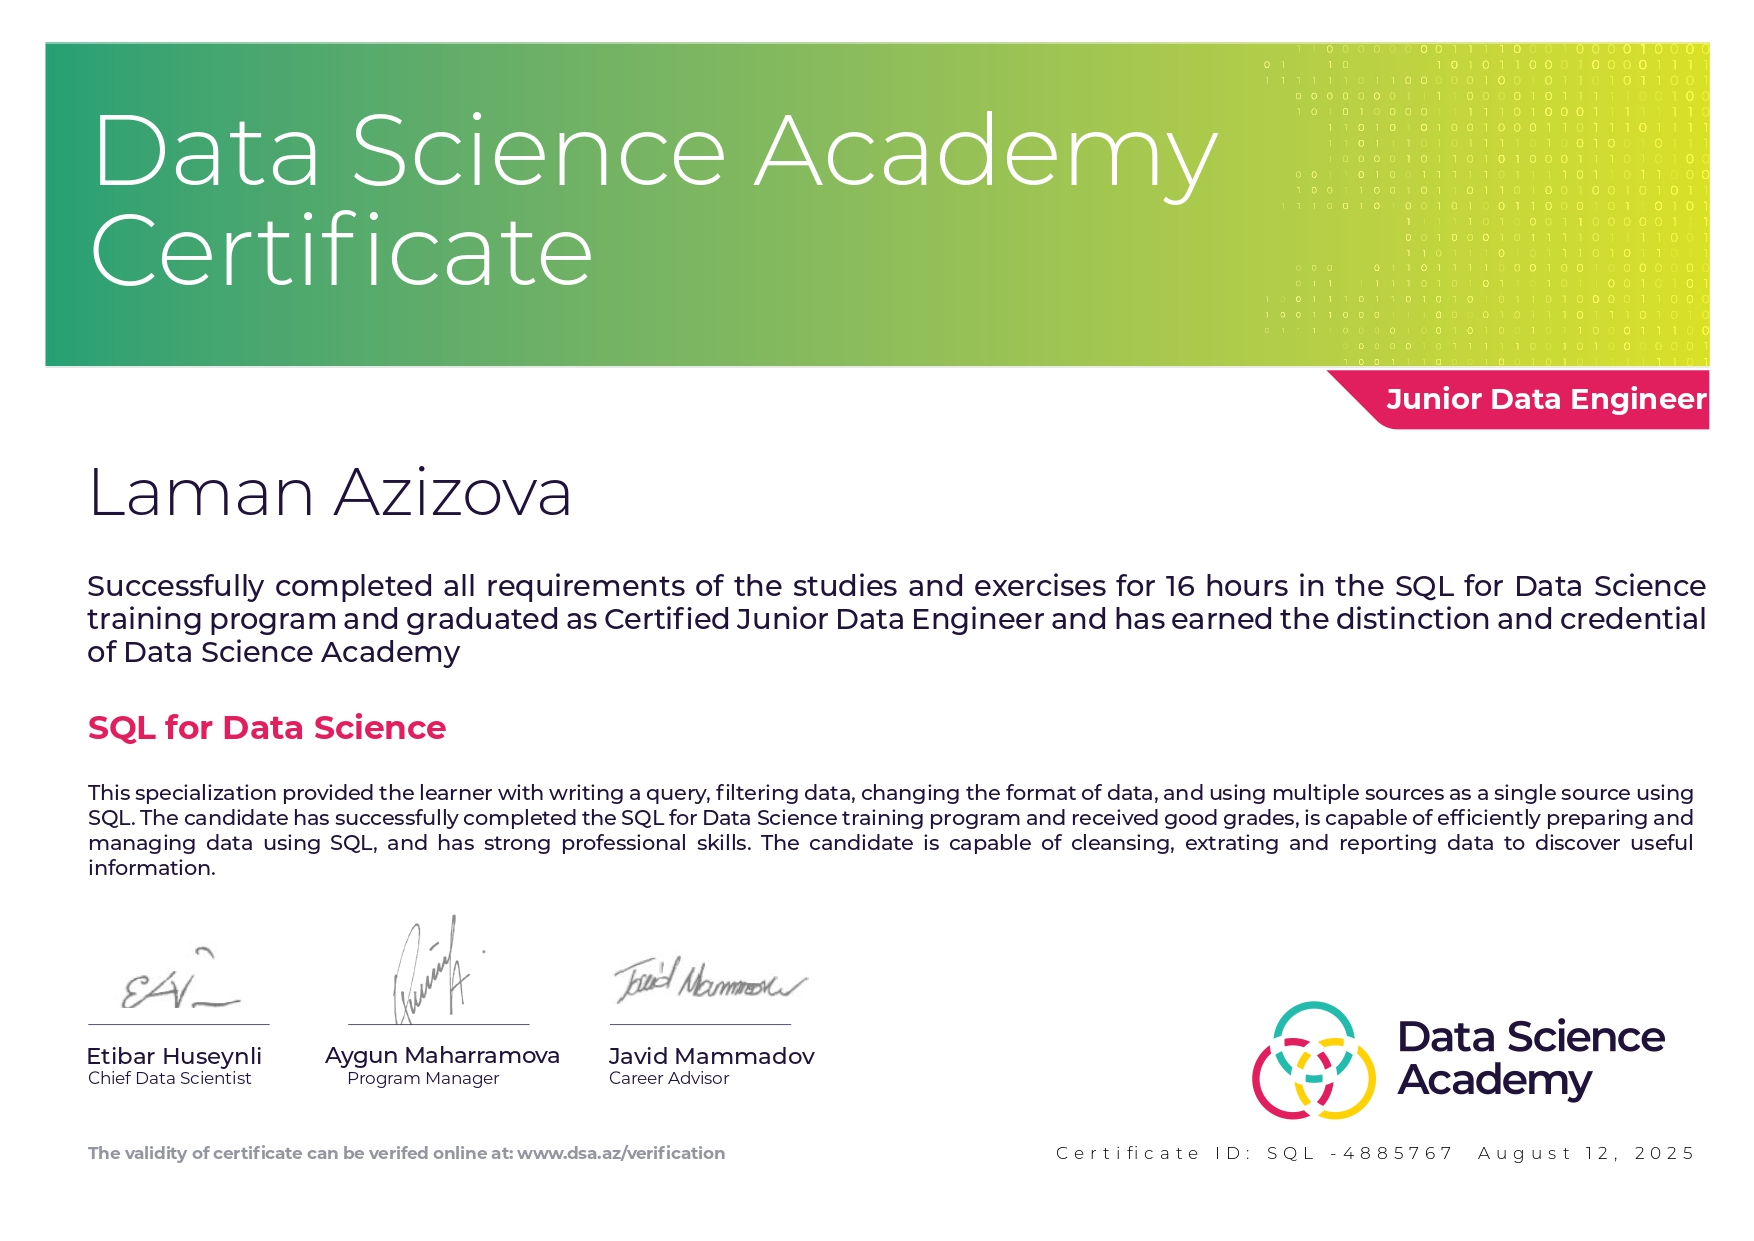 Data Science Academy
Certificate
Junior Data Engineer
Laman Azizova
Successfully completed all requirements of the studies and exercises for 16 hours in the SQL for Data Science
training program and graduated as Certified Junior Data Engineer and has earned the distinction and credential
of Data Science Academy
SQL for Data Science
This specialization provided the learner with writing a query, filtering data, changing the format of data, and using multiple sources as a single source using
SQL. The candidate has successfully completed the SQL for Data Science training program and received good grades, is capable of efficiently preparing and
managing data using SQL, and has strong professional skills. The candidate is capable of cleansing, extrating and reporting data to discover useful
information.
Etibar Huseynli
Chief Data Scientist
Aygun Maharramova
Program Manager
Javid Mammadov
Career Advisor
Data Science
Academy
The validity of certificate can be verifed online at: www.dsa.az/verification
Certificate ID: SQL -4885767 August 12, 2025